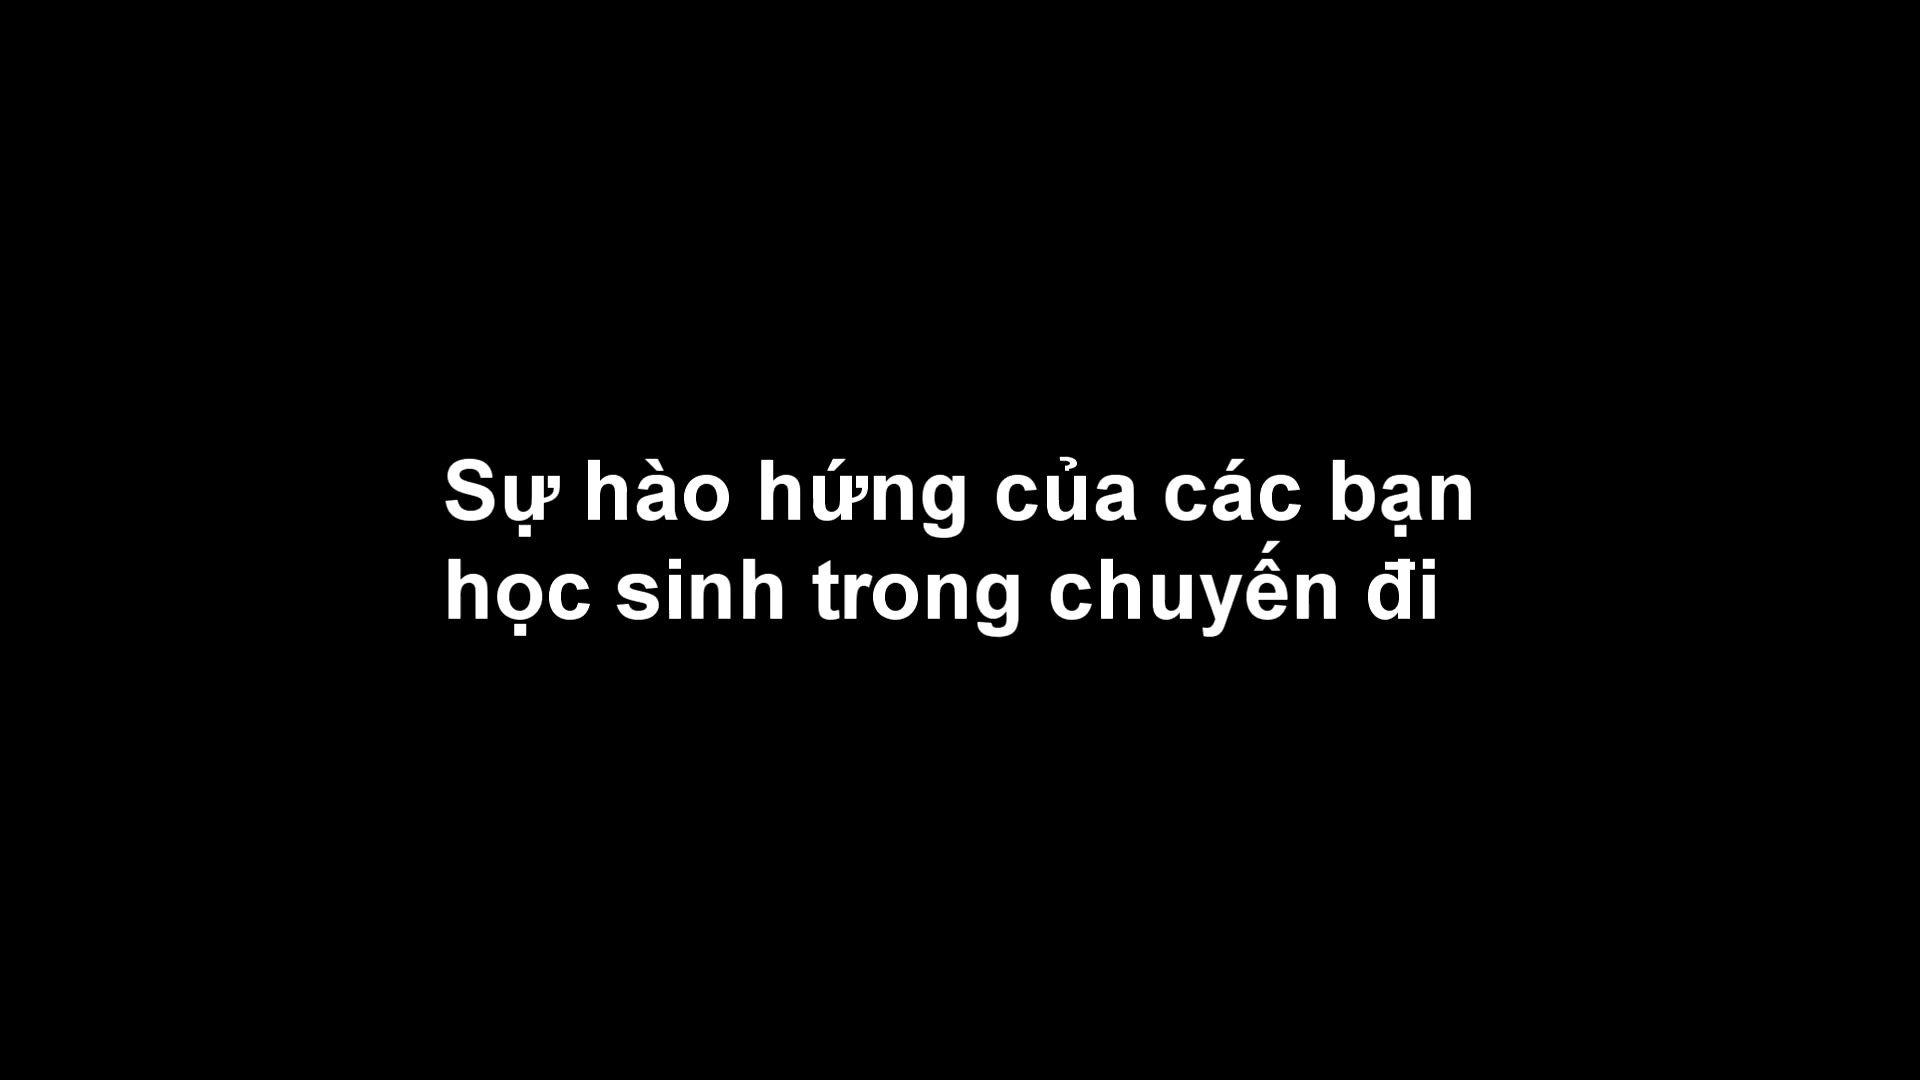 Sự hào hứng của các bạn
học sinh trong chuyến đi